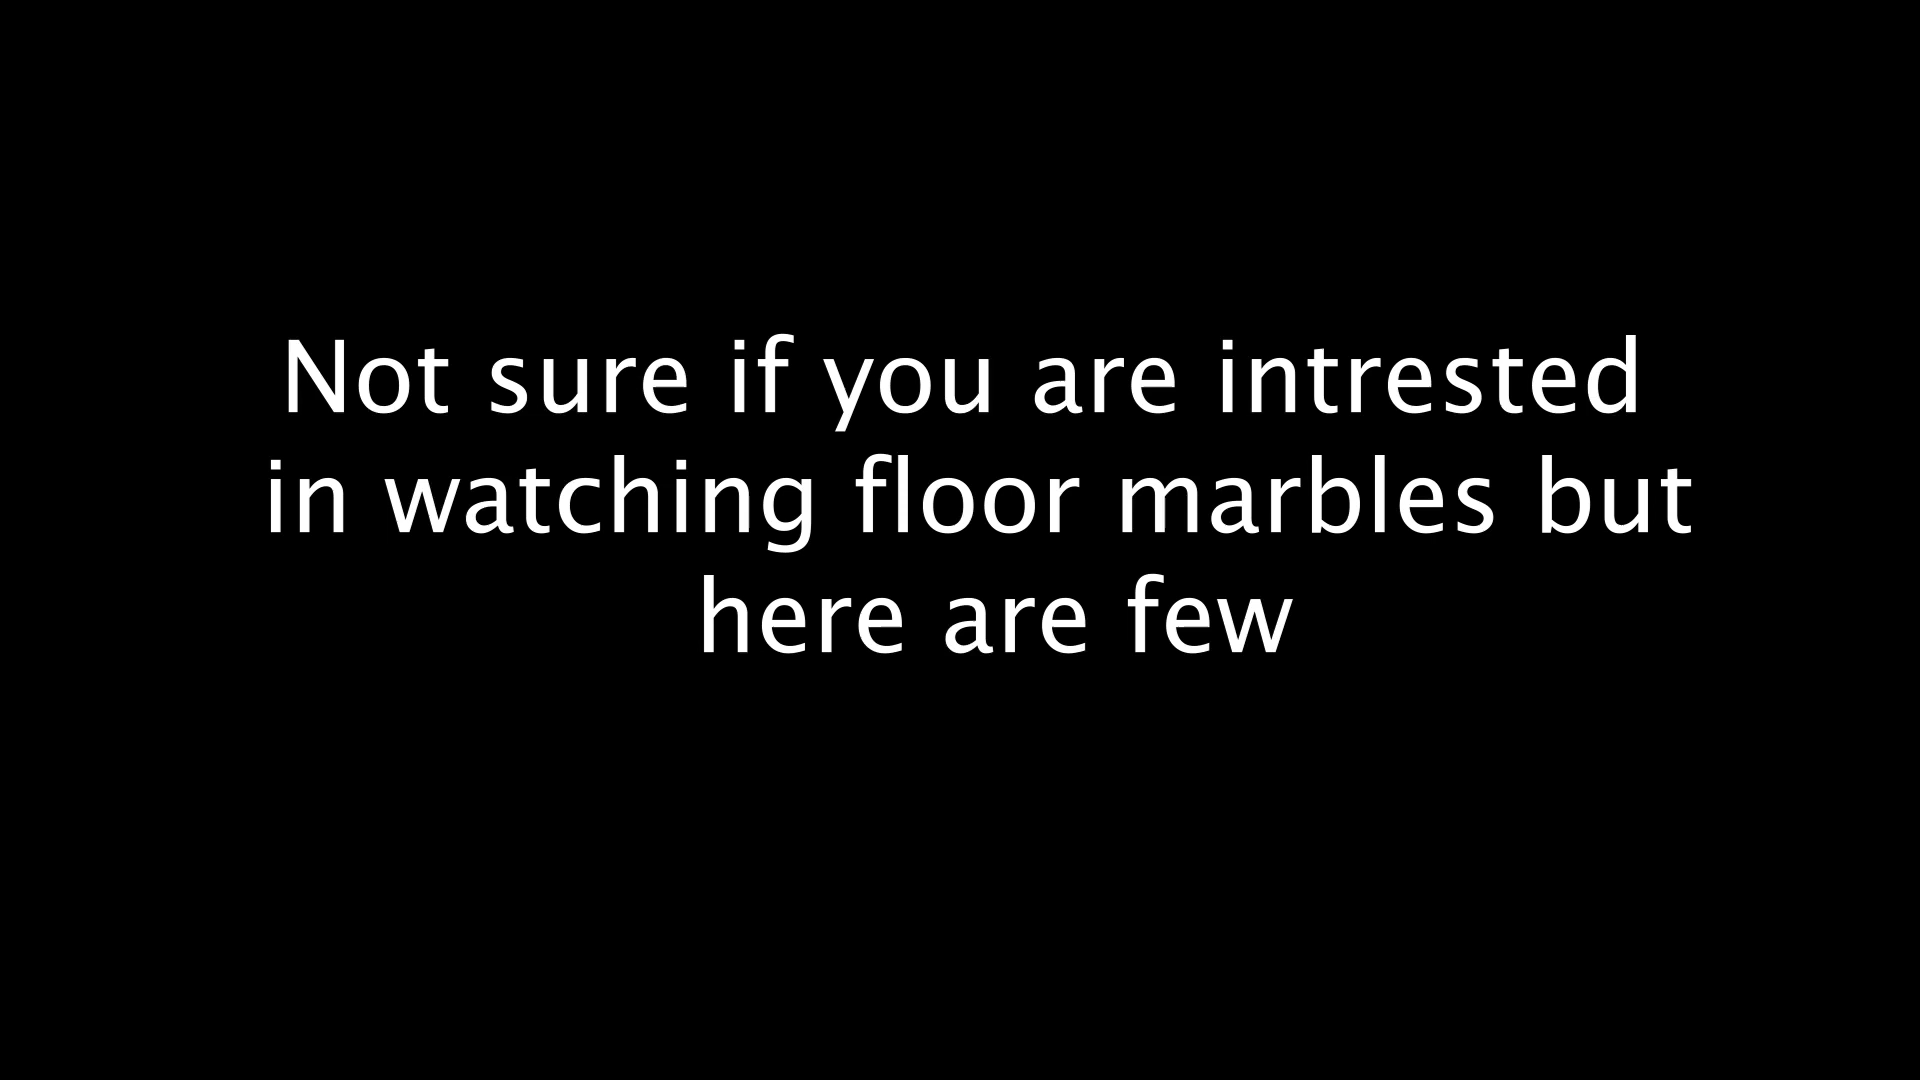 Not sure if you are intrested
in watching floor marbles but
here are few